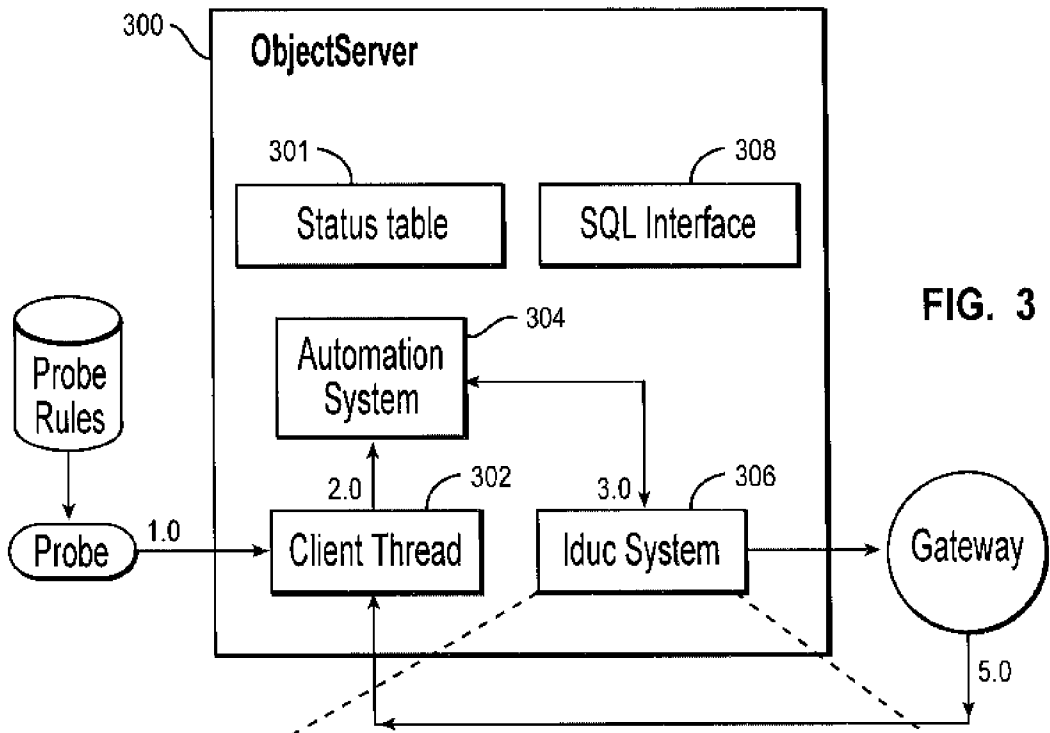 300
ObjectServer
301
308
Status table
SQL Interface
FIG. 3
304
Probe
Rules
Automation
System
2.0
302
3.0
306
1.0
Probe
Client Thread
Iduc System
Gateway
5.0